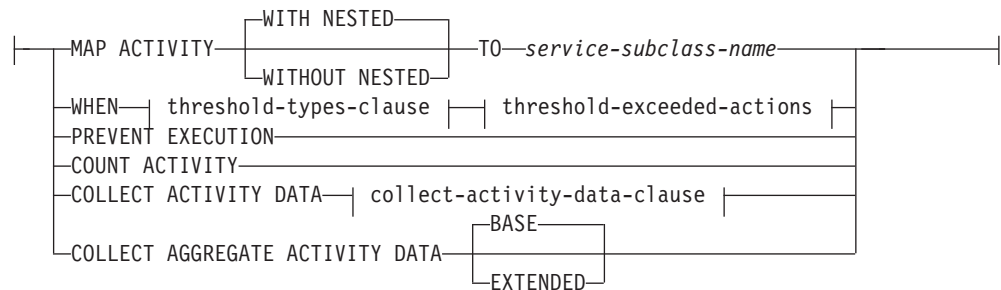 WITH NESTED
MAP ACTIVITY TO service-subclass-name
WITHOUT NESTED
WHEN threshold-types-clause threshold-exceeded-actions
PREVENT EXECUTION
COUNT ACTIVITY
COLLECT ACTIVITY DATA collect-activity-data-clause
BASE
COLLECT AGGREGATE ACTIVITY DATA
EXTENDED